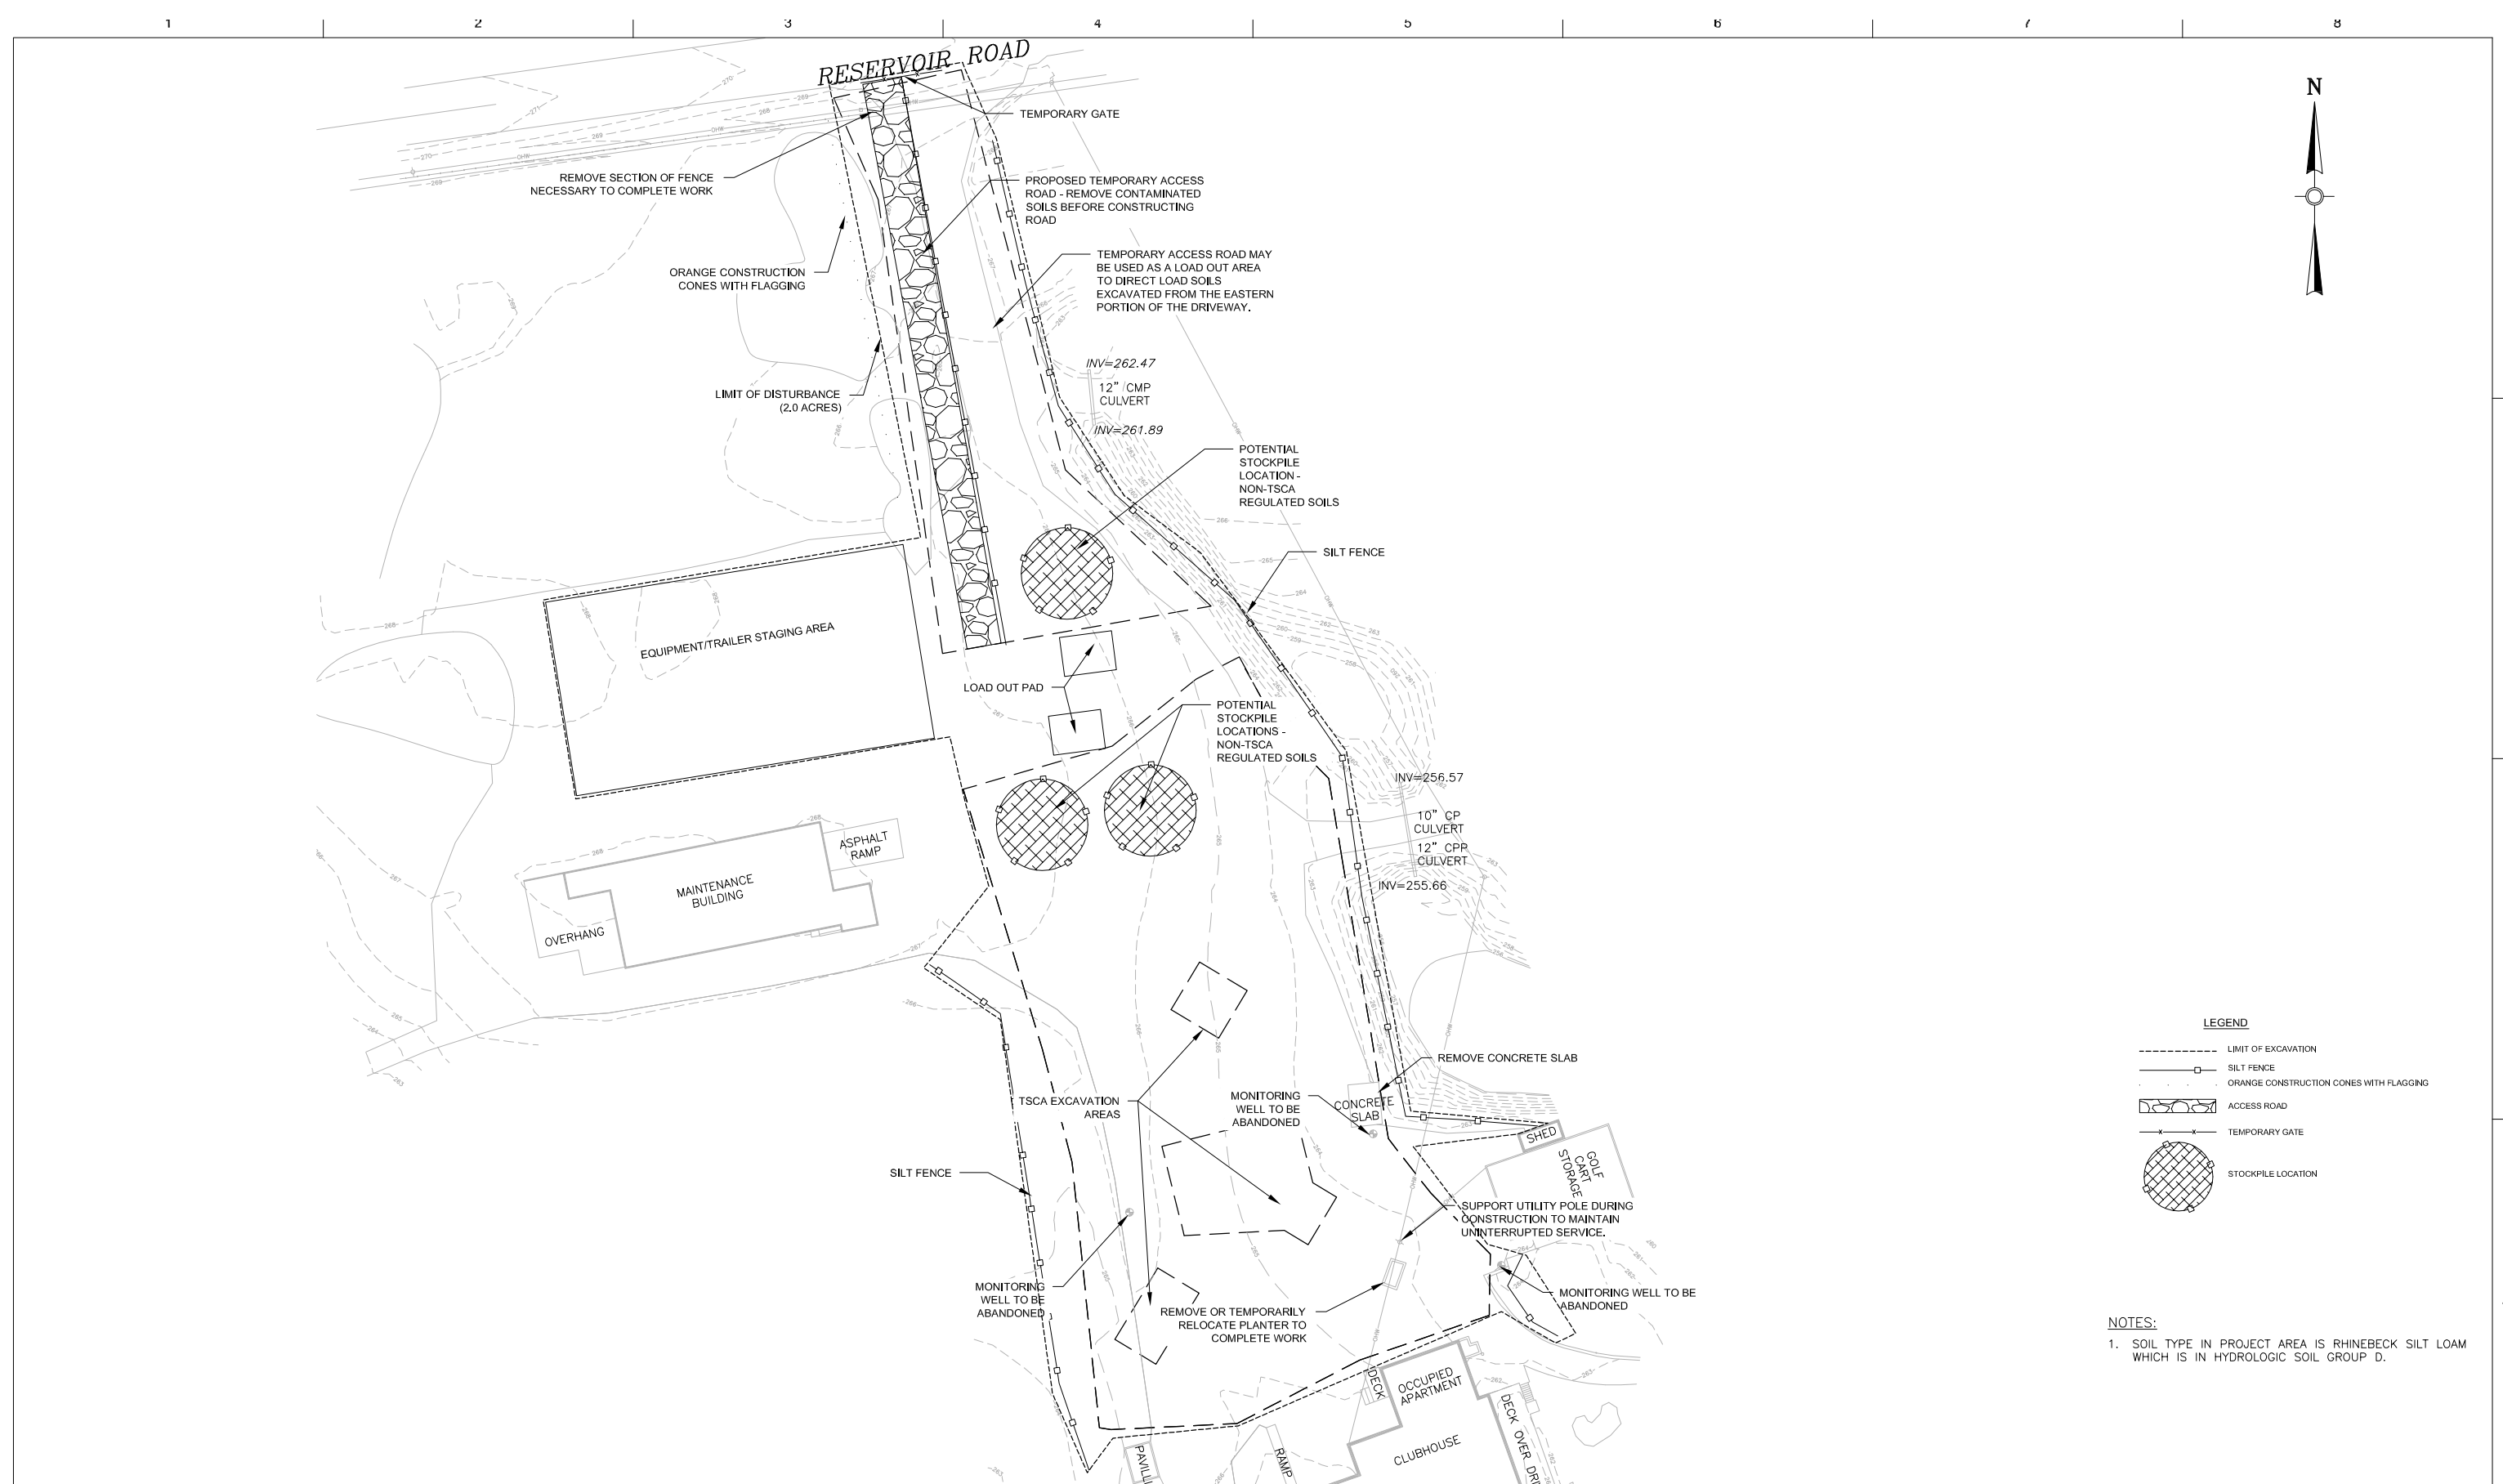 1 2 3 4 5 6 7 8
RESERVOIR ROAD
N
TEMPORARY GATE
REMOVE SECTION OF FENCE
NECESSARY TO COMPLETE WORK
PROPOSED TEMPORARY ACCESS
ROAD - REMOVE CONTAMINATED
SOILS BEFORE CONSTRUCTING
ROAD
ORANGE CONSTRUCTION
CONES WITH FLAGGING
TEMPORARY ACCESS ROAD MAY
BE USED AS A LOAD OUT AREA
TO DIRECT LOAD SOILS
EXCAVATED FROM THE EASTERN
PORTION OF THE DRIVEWAY.
LIMIT OF DISTURBANCE
(2.0 ACRES)
INV=262.47
12" CMP
CULVERT
INV=261.89
POTENTIAL
STOCKPILE
LOCATION -
NON-TSCA
REGULATED SOILS
SILT FENCE
EQUIPMENT/TRAILER STAGING AREA
LOAD OUT PAD
POTENTIAL
STOCKPILE
LOCATIONS -
NON-TSCA
REGULATED SOILS
INV=256.57
10" CP
CULVERT
12" CPP
CULVERT
INV=255.66
ASPHALT
RAMP
MAINTENANCE
BUILDING
OVERHANG
REMOVE CONCRETE SLAB
TSCA EXCAVATION
AREAS
MONITORING
WELL TO BE
ABANDONED
CONCRETE
SLAB
SHED
GOLF
CART
STORAGE
SILT FENCE
SUPPORT UTILITY POLE DURING
CONSTRUCTION TO MAINTAIN
UNINTERRUPTED SERVICE.
MONITORING
WELL TO BE
ABANDONED
REMOVE OR TEMPORARILY
RELOCATE PLANTER TO
COMPLETE WORK
MONITORING WELL TO BE
ABANDONED
DECK
OCCUPIED
APARTMENT
CLUBHOUSE
RAMP
DECK OVER
LEGEND
LIMIT OF EXCAVATION
SILT FENCE
ORANGE CONSTRUCTION CONES WITH FLAGGING
ACCESS ROAD
TEMPORARY GATE
STOCKPILE LOCATION
NOTES:
1. SOIL TYPE IN PROJECT AREA IS RHINEBECK SILT LOAM
WHICH IS IN HYDROLOGIC SOIL GROUP D.